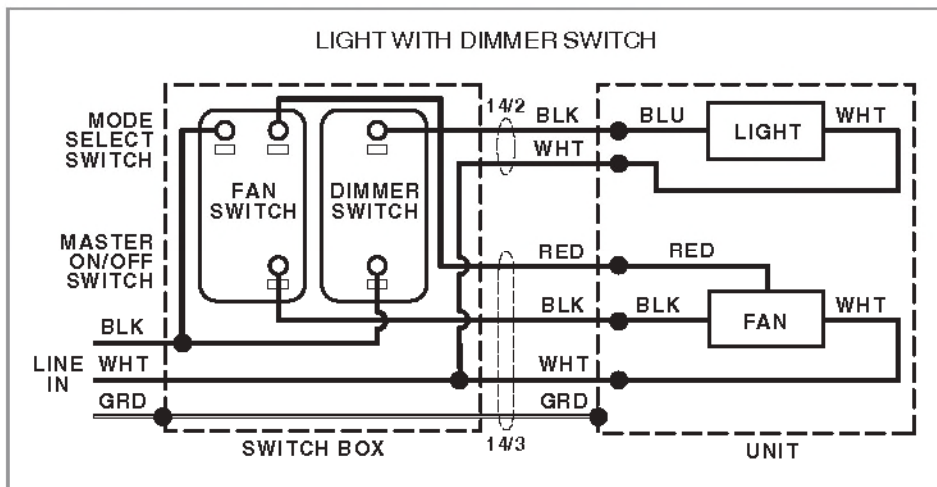 LIGHT WITH DIMMER SWITCH
MODE
SELECT
SWITCH
FAN
SWITCH
DIMMER
SWITCH
MASTER
ON/OFF
SWITCH
BLK
LINE
IN
WHT
GRD
SWITCH BOX
14/2
BLK
WHT
RED
BLK
WHT
GRD
14/3
BLU
LIGHT
WHT
RED
BLK
FAN
WHT
UNIT